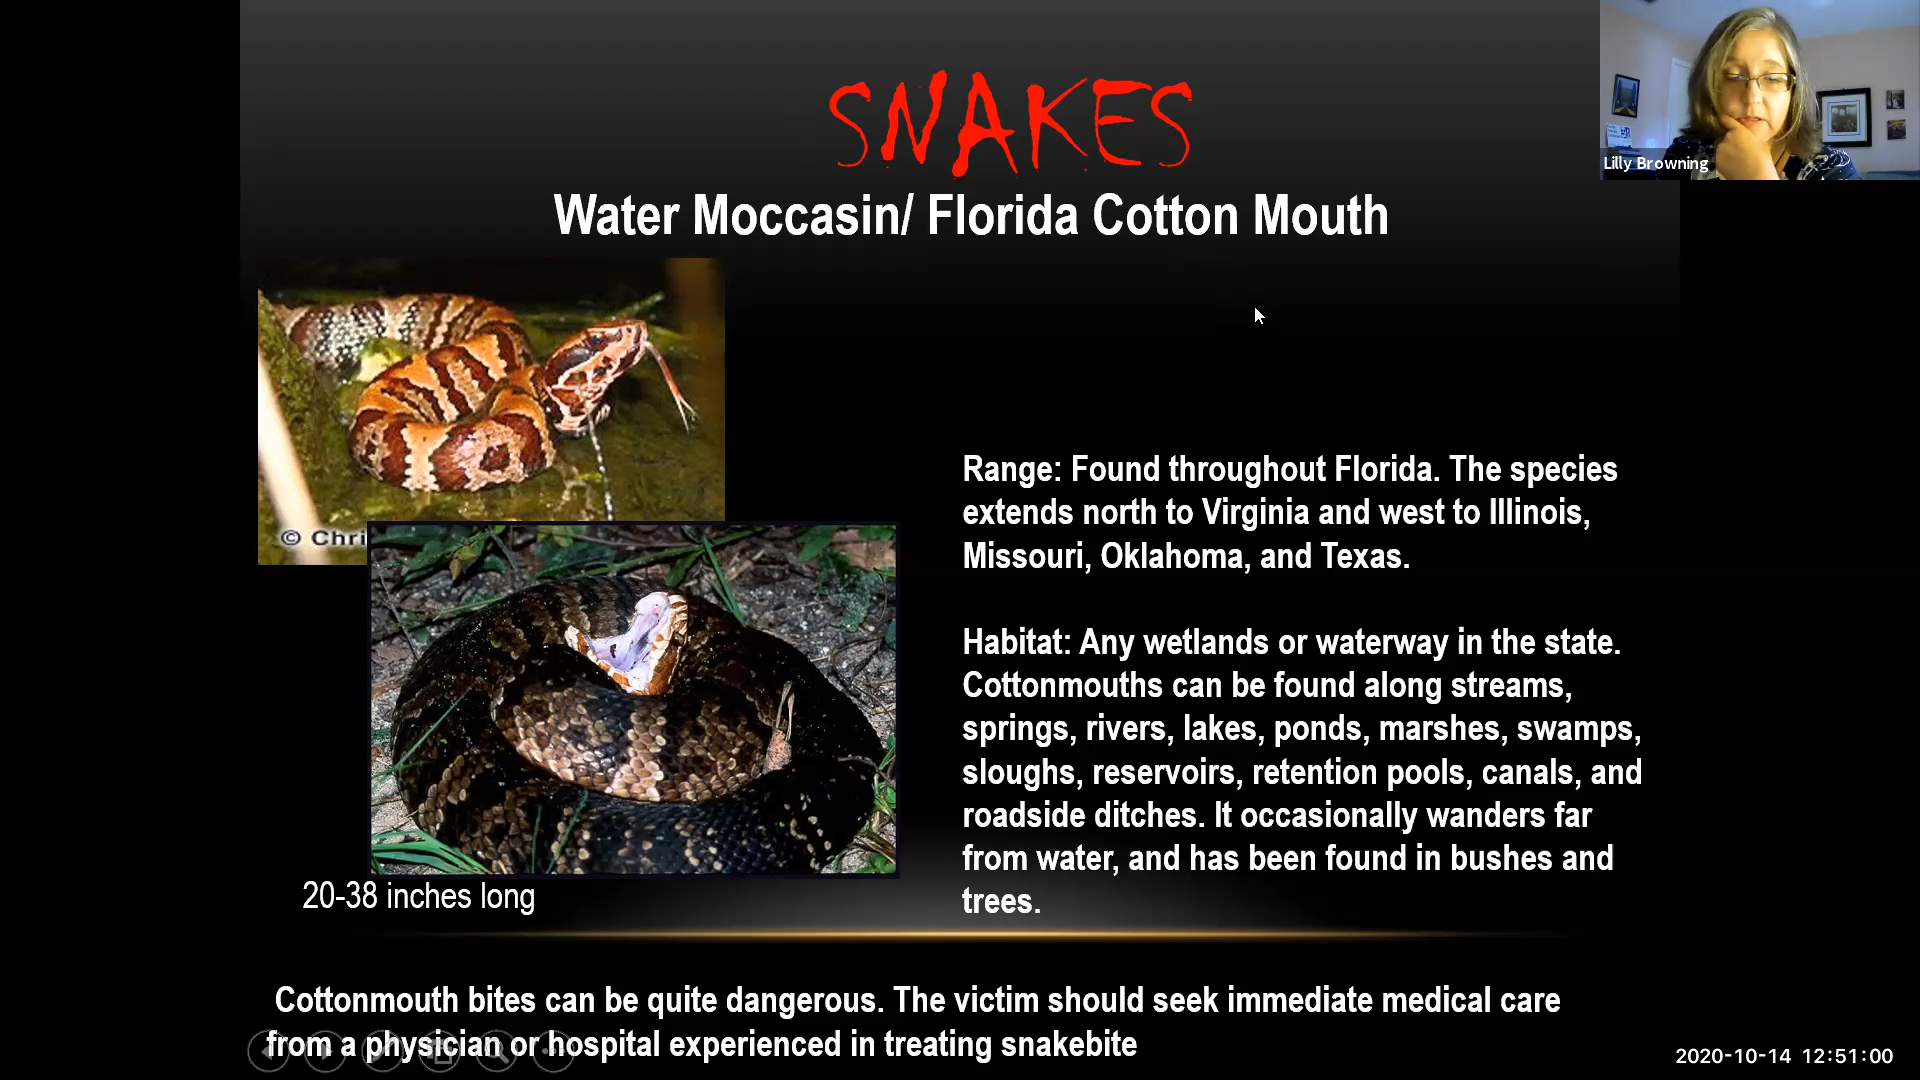 SNAKES
Lilly Browning
Water Moccasin/ Florida Cotton Mouth
© Chri
Range: Found throughout Florida. The species
extends north to Virginia and west to Illinois,
Missouri, Oklahoma, and Texas.
Habitat: Any wetlands or waterway in the state.
Cottonmouths can be found along streams,
springs, rivers, lakes, ponds, marshes, swamps,
sloughs, reservoirs, retention pools, canals, and
roadside ditches. It occasionally wanders far
from water, and has been found in bushes and
trees.
20-38 inches long
Cottonmouth bites can be quite dangerous. The victim should seek immediate medical care
from a physician or hospital experienced in treating snakebite
2020-10-14 12:51:00